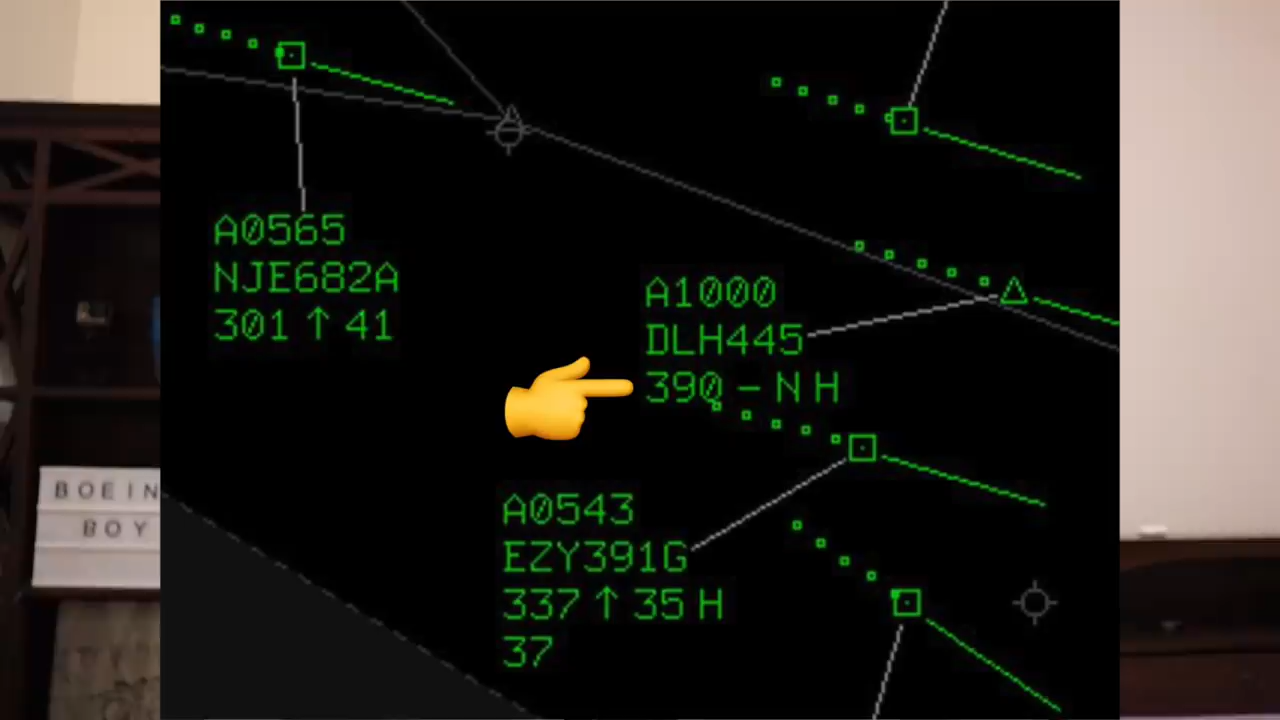 A0565
NJE682A
301 ↑ 41
A1000
DLH445
390 – N H
A0543
EZY391G
337 ↑ 35 H
37
BOEIN
BOY